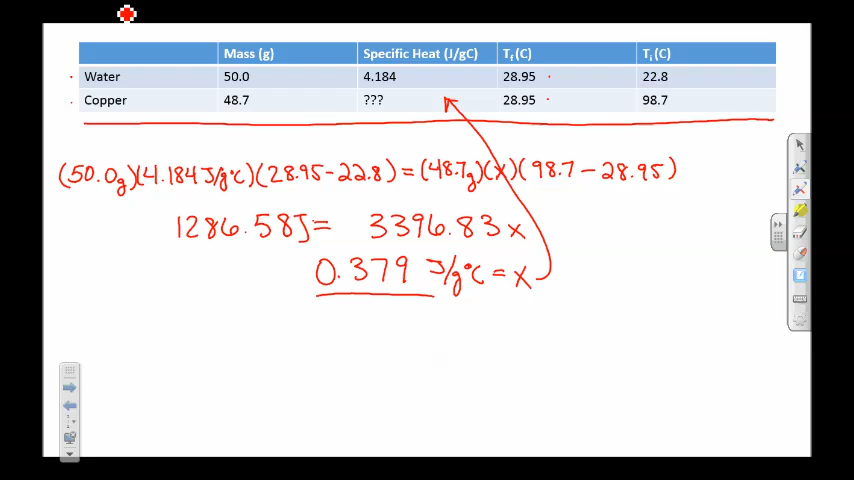 Mass (g) Specific Heat (J/gC) Tf (C) Ti (C)
Water 50.0 4.184 28.95 22.8
Copper 48.7 ??? 28.95 98.7
(50.0g)(4.184 J/g°C)(28.95-22.8)=(48.7g)(x)(98.7-28.95)
1286.58J= 3396.83x
0.379 J/g°C = x